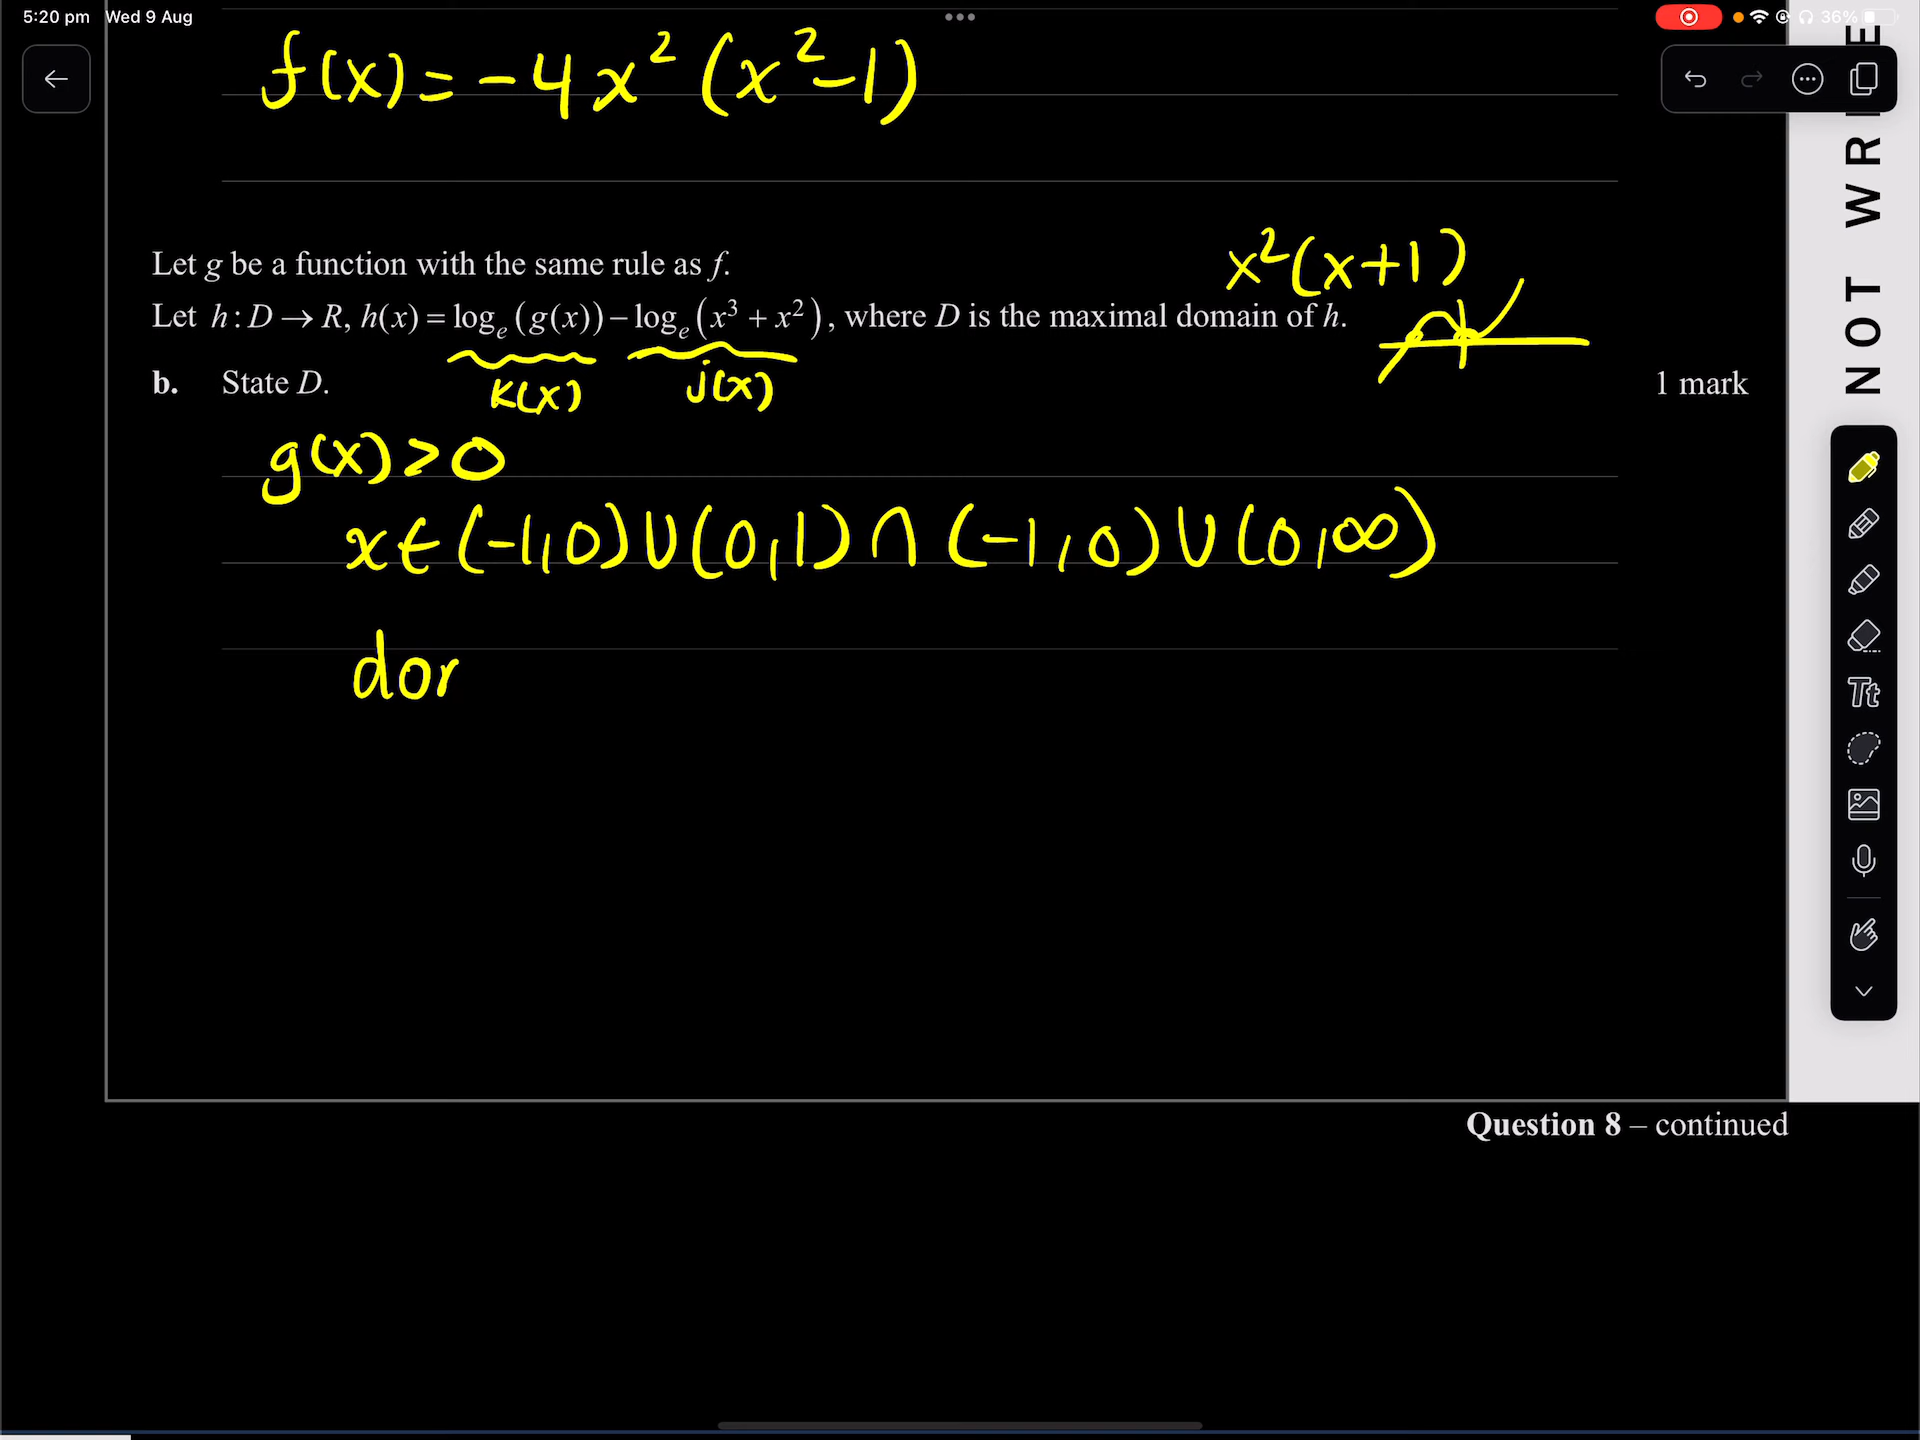 5:20 pm Wed 9 Aug
36%
f(x) = -4x²(x²-1)
NOT WRITE
Let g be a function with the same rule as f.
x²(x+1)
Let h : D → R, h(x) = logₑ(g(x)) – logₑ(x³ + x²), where D is the maximal domain of h.
k(x) j(x)
b. State D. 1 mark
g(x) > 0
x ∈ (-1,0) ∪ (0,1) ∩ (-1,0) ∪ (0,∞)
dor
Tt
Question 8 – continued